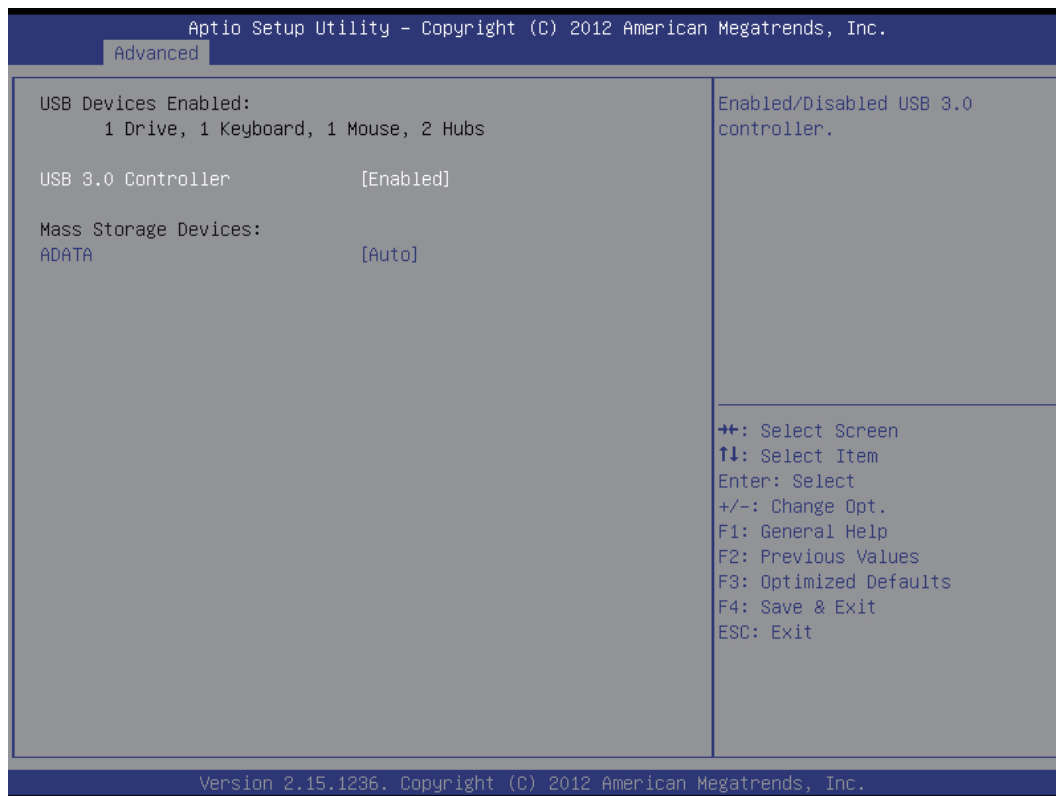 Aptio Setup Utility – Copyright (C) 2012 American Megatrends, Inc.
Advanced
USB Devices Enabled:
1 Drive, 1 Keyboard, 1 Mouse, 2 Hubs
USB 3.0 Controller [Enabled]
Mass Storage Devices:
ADATA [Auto]
Enabled/Disabled USB 3.0
controller.
→←: Select Screen
↑↓: Select Item
Enter: Select
+/-: Change Opt.
F1: General Help
F2: Previous Values
F3: Optimized Defaults
F4: Save & Exit
ESC: Exit
Version 2.15.1236. Copyright (C) 2012 American Megatrends, Inc.